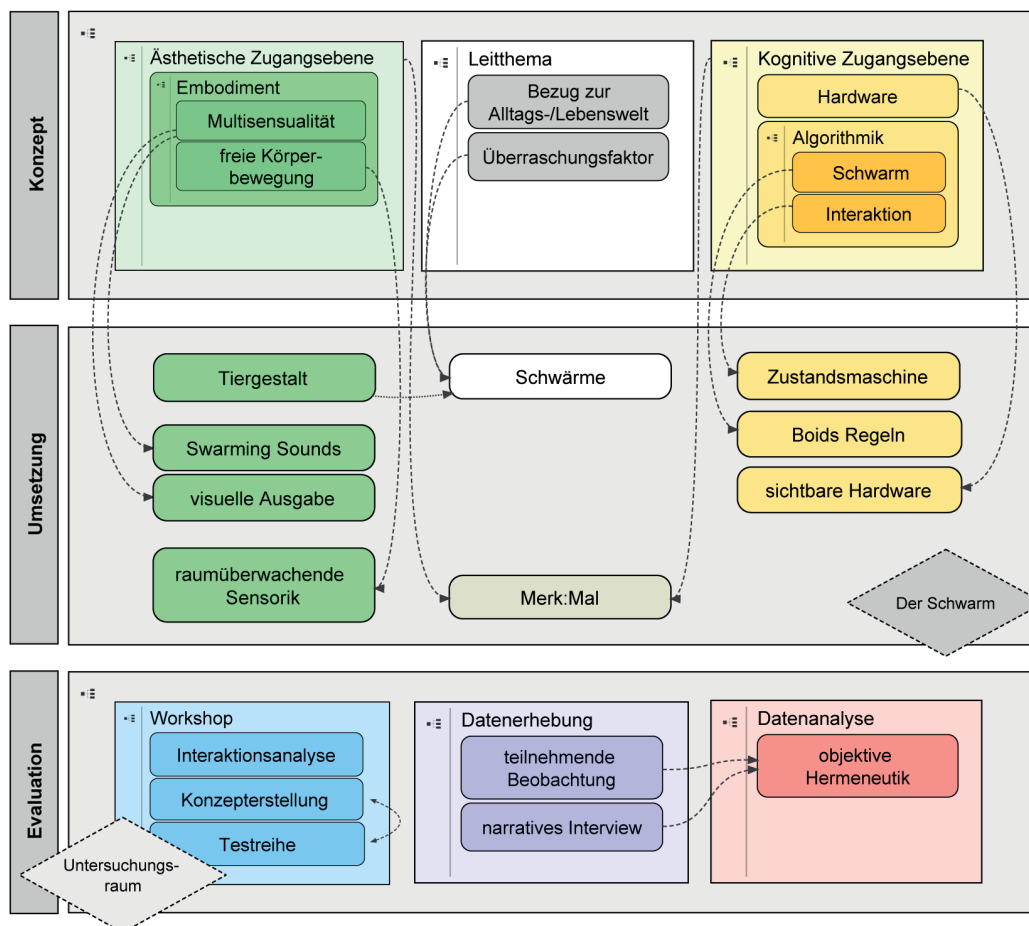 Konzept
Ästhetische Zugangsebene
Embodiment
Multisensualität
freie Körper-
bewegung
Leitthema
Bezug zur
Alltags-/Lebenswelt
Überraschungsfaktor
Kognitive Zugangsebene
Hardware
Algorithmik
Schwarm
Interaktion
Umsetzung
Tiergestalt
Swarming Sounds
visuelle Ausgabe
raumüberwachende
Sensorik
Schwärme
Merk:Mal
Zustandsmaschine
Boids Regeln
sichtbare Hardware
Der Schwarm
Evaluation
Workshop
Interaktionsanalyse
Konzepterstellung
Testreihe
Untersuchungs-
raum
Datenerhebung
teilnehmende
Beobachtung
narratives Interview
Datenanalyse
objektive
Hermeneutik